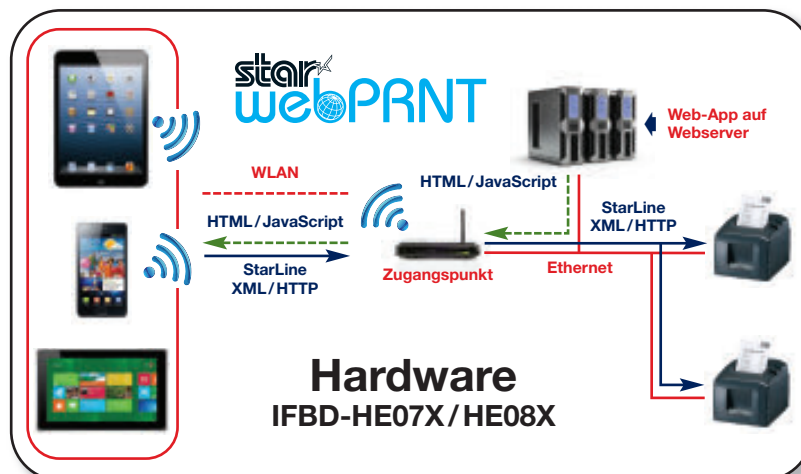 star
webPRNT
Web-App auf
Webserver
WLAN
HTML/JavaScript
HTML/JavaScript
StarLine
XML/HTTP
StarLine
XML/HTTP
Zugangspunkt
Ethernet
Hardware
IFBD-HE07X/HE08X